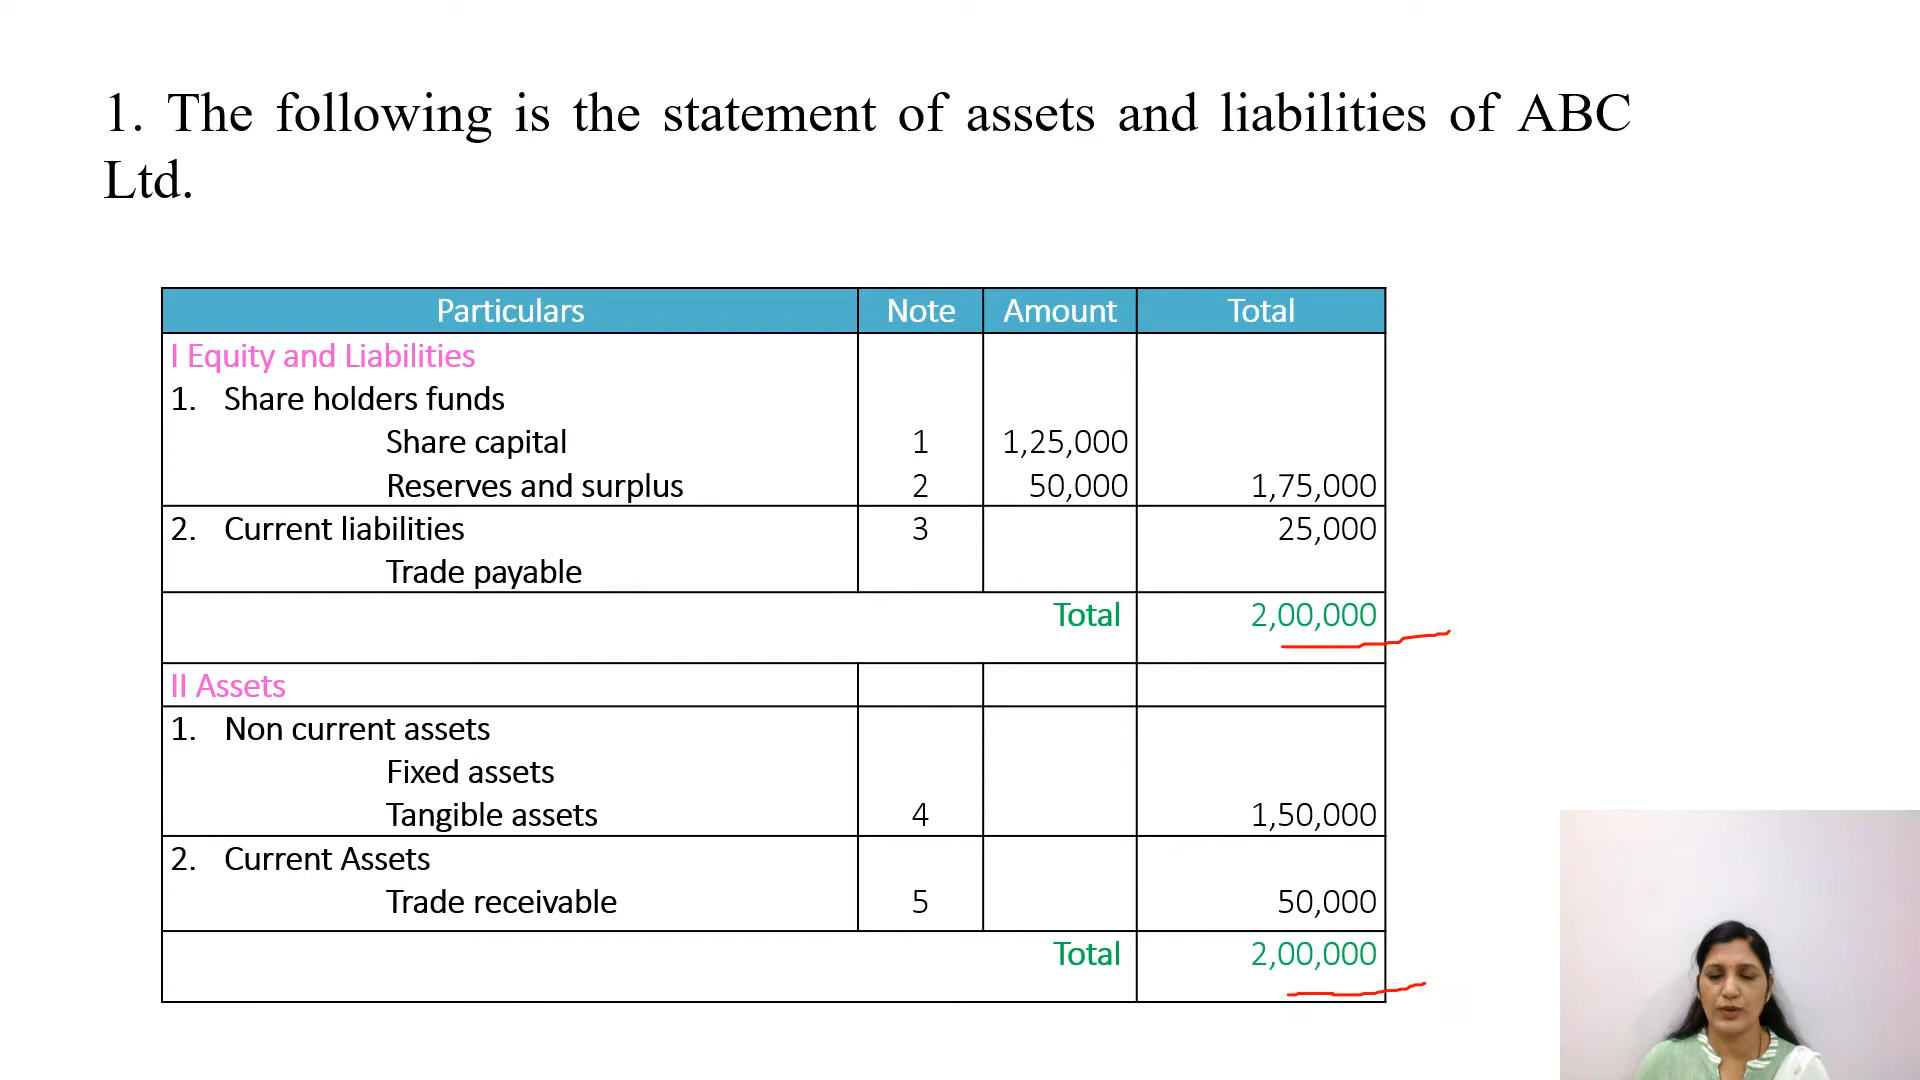 1. The following is the statement of assets and liabilities of ABC
Ltd.
Particulars Note Amount Total
I Equity and Liabilities
1. Share holders funds
Share capital 1 1,25,000
Reserves and surplus 2 50,000 1,75,000
2. Current liabilities 3 25,000
Trade payable
Total 2,00,000
II Assets
1. Non current assets
Fixed assets
Tangible assets 4 1,50,000
2. Current Assets
Trade receivable 5 50,000
Total 2,00,000